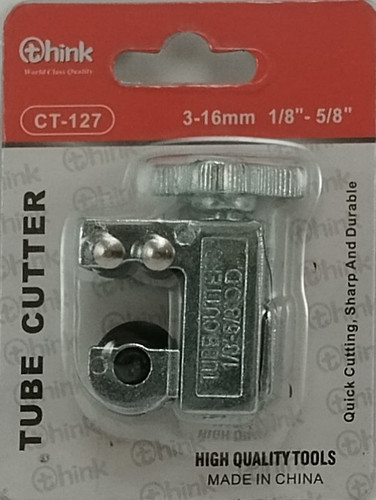 think
World Class Quality
CT-127
3-16mm 1/8"- 5/8"
TUBE CUTTER
TUBE CUTTER
1/8-5/8 OD
Quick Cutting, Sharp And Durable
HIGH QUALITY TOOLS
MADE IN CHINA